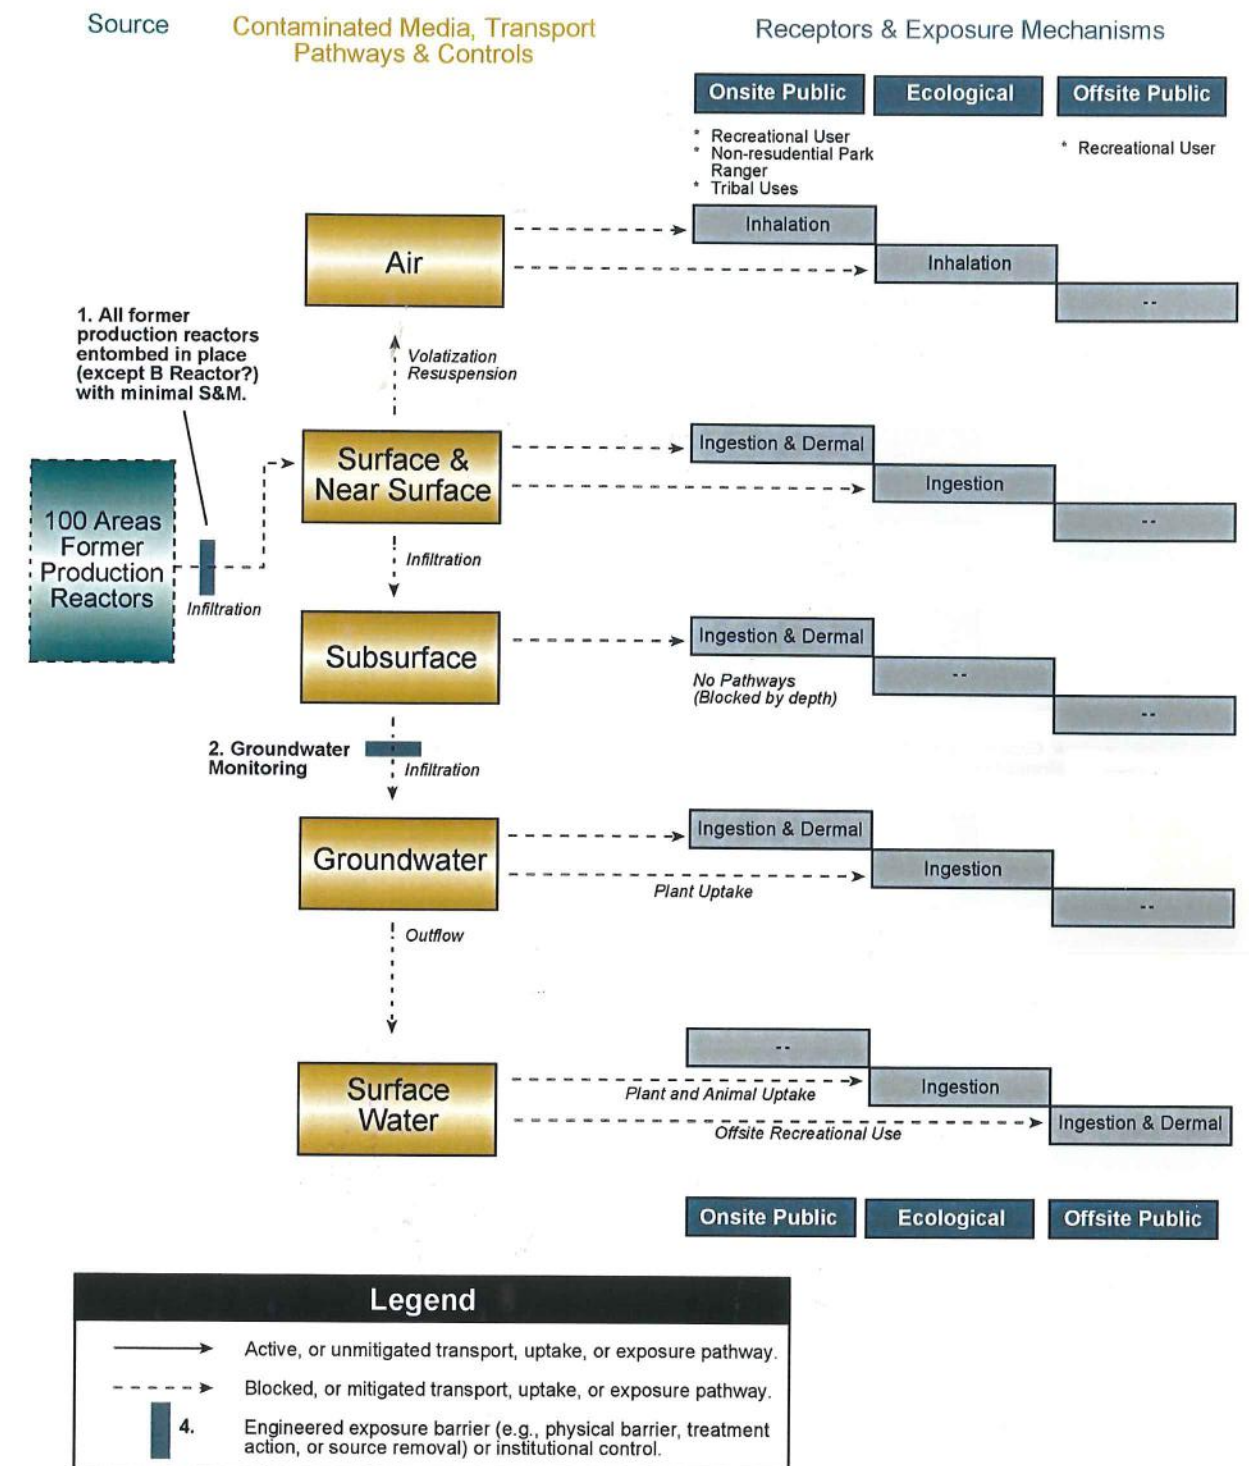 Source
Contaminated Media, Transport
Pathways & Controls
Receptors & Exposure Mechanisms
Onsite Public
Ecological
Offsite Public
* Recreational User
* Non-resudential Park
Ranger
* Tribal Uses
* Recreational User
Air
Inhalation
Inhalation
--
1. All former
production reactors
entombed in place
(except B Reactor?)
with minimal S&M.
Volatization
Resuspension
Surface &
Near Surface
Ingestion & Dermal
Ingestion
--
100 Areas
Former
Production
Reactors
Infiltration
Infiltration
Subsurface
Ingestion & Dermal
No Pathways
(Blocked by depth)
--
--
2. Groundwater
Monitoring
Infiltration
Groundwater
Ingestion & Dermal
Plant Uptake
Ingestion
--
Outflow
Surface
Water
--
Plant and Animal Uptake
Ingestion
Offsite Recreational Use
Ingestion & Dermal
Onsite Public
Ecological
Offsite Public
Legend
Active, or unmitigated transport, uptake, or exposure pathway.
Blocked, or mitigated transport, uptake, or exposure pathway.
4.
Engineered exposure barrier (e.g., physical barrier, treatment
action, or source removal) or institutional control.